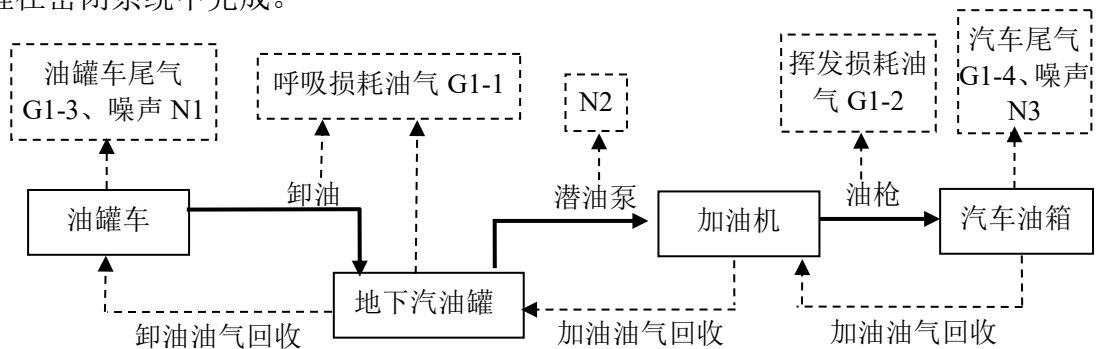 程在密闭系统中完成。
油罐车尾气
G1-3、噪声 N1
呼吸损耗油气 G1-1
N2
挥发损耗油
气 G1-2
汽车尾气
G1-4、噪声
N3
卸油
潜油泵
油枪
油罐车
加油机
汽车油箱
地下汽油罐
卸油油气回收
加油油气回收
加油油气回收